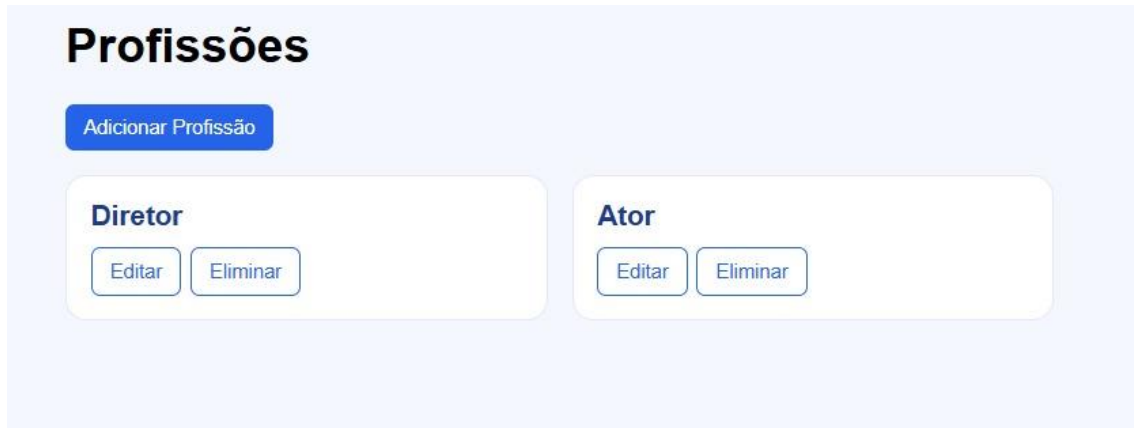 Profissões
Adicionar Profissão
Diretor
Editar Eliminar
Ator
Editar Eliminar